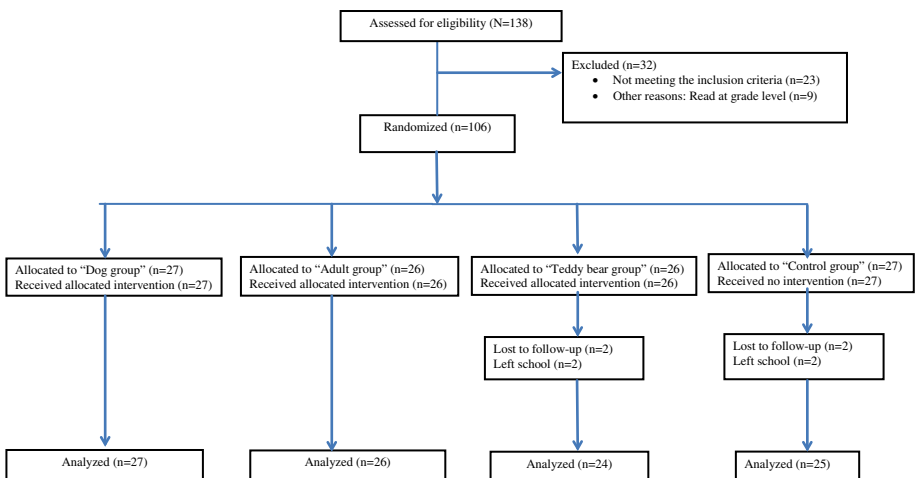 Assessed for eligibility (N=138)
Excluded (n=32)
• Not meeting the inclusion criteria (n=23)
• Other reasons: Read at grade level (n=9)
Randomized (n=106)
Allocated to “Dog group” (n=27)
Received allocated intervention (n=27)
Allocated to “Adult group” (n=26)
Received allocated intervention (n=26)
Allocated to “Teddy bear group” (n=26)
Received allocated intervention (n=26)
Allocated to “Control group” (n=27)
Received no intervention (n=27)
Lost to follow-up (n=2)
Left school (n=2)
Lost to follow-up (n=2)
Left school (n=2)
Analyzed (n=27)
Analyzed (n=26)
Analyzed (n=24)
Analyzed (n=25)